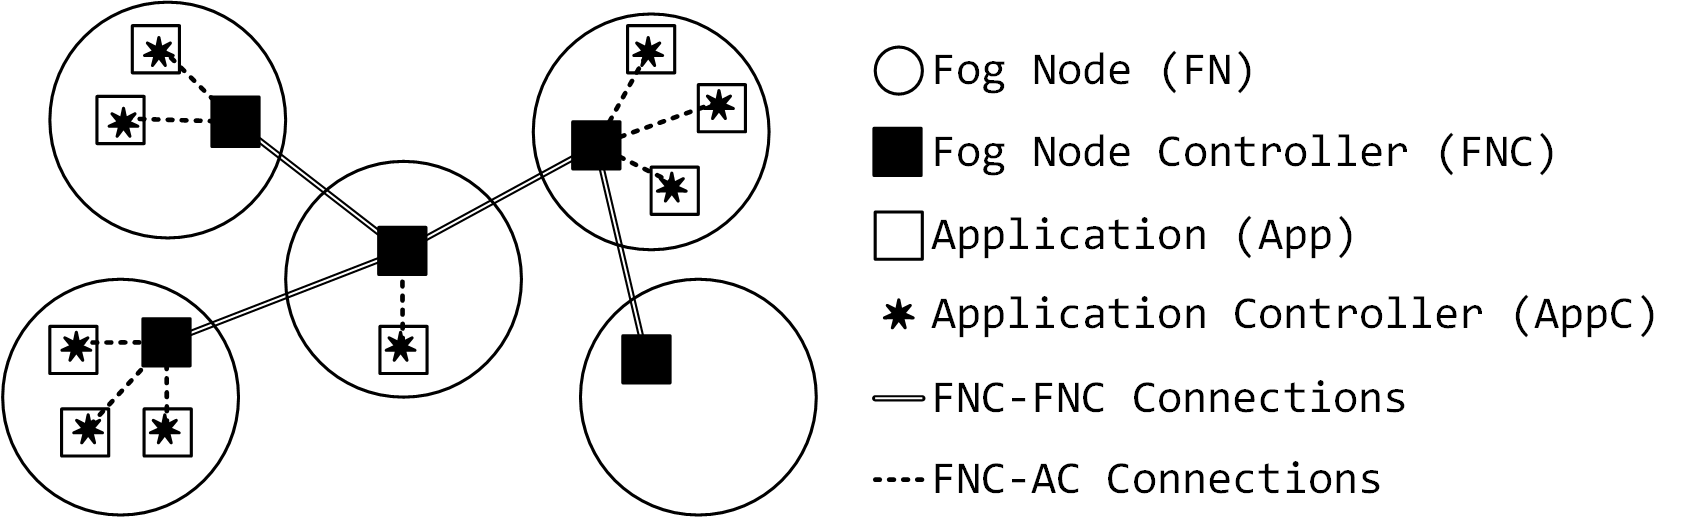 Fog Node (FN)
Fog Node Controller (FNC)
Application (App)
Application Controller (AppC)
FNC-FNC Connections
FNC-AC Connections